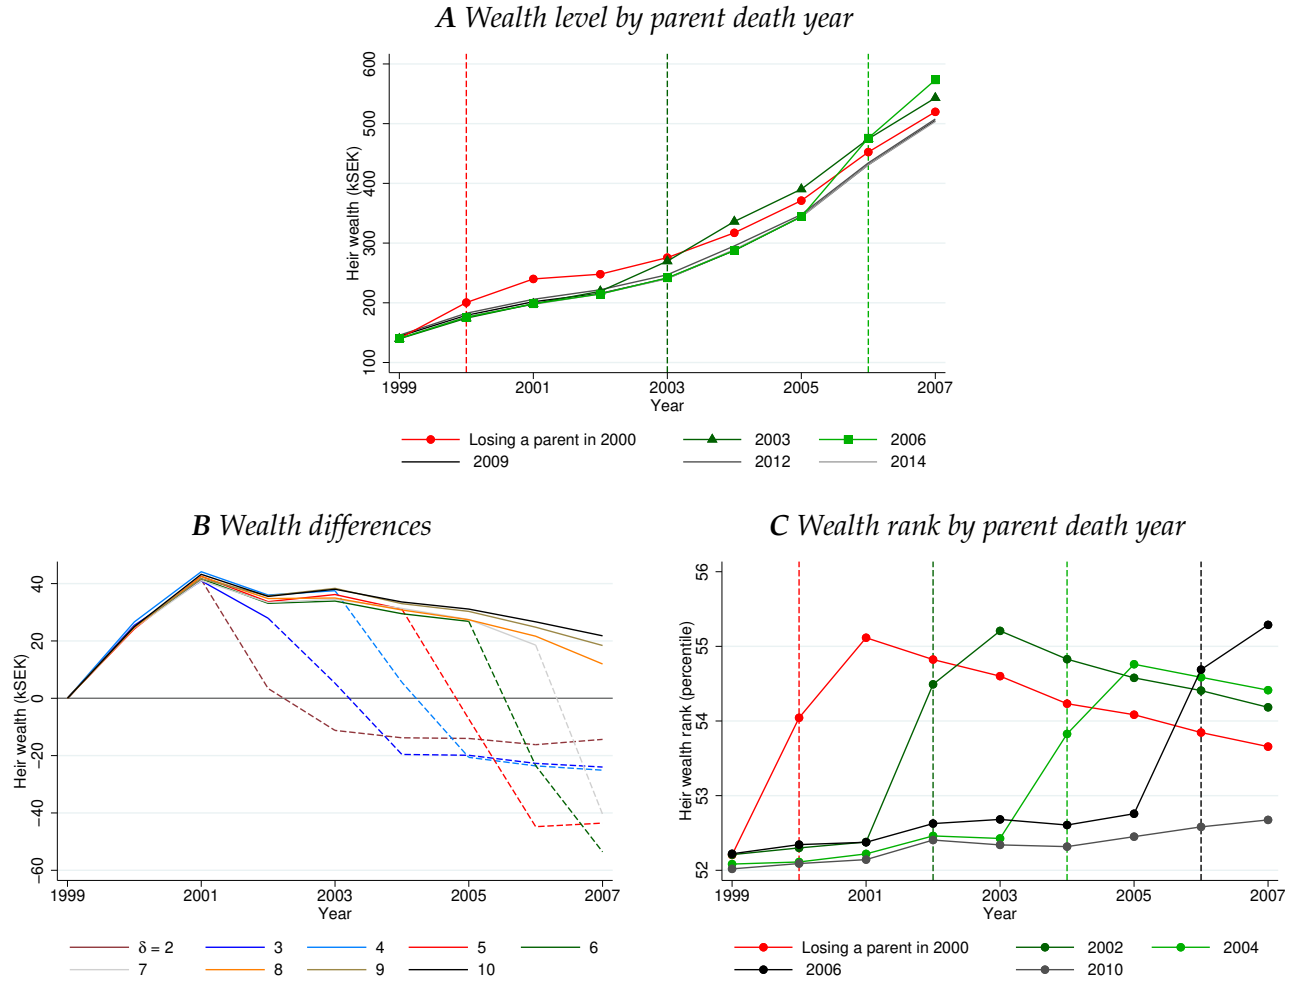 A Wealth level by parent death year
Heir wealth (kSEK)
600
500
400
300
200
100
1999 2001 2003 2005 2007
Year
Losing a parent in 2000 2003 2006
2009 2012 2014
B Wealth differences
Heir wealth (kSEK)
40
20
0
−20
−40
−60
1999 2001 2003 2005 2007
Year
δ = 2 3 4 5 6
7 8 9 10
C Wealth rank by parent death year
Heir wealth rank (percentile)
56
55
54
53
52
1999 2001 2003 2005 2007
Year
Losing a parent in 2000 2002 2004
2006 2010